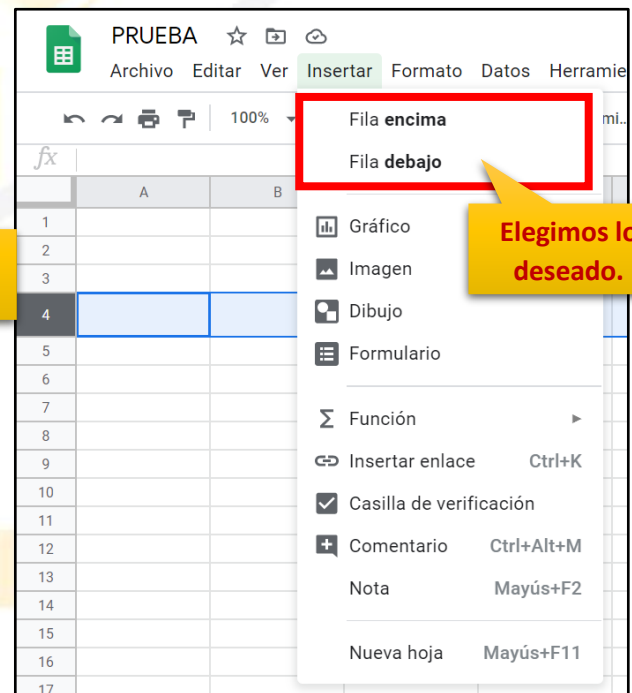 PRUEBA
Archivo Editar Ver Insertar Formato Datos Herramie
100%
Fila encima
mi...
fx
Fila debajo
A B
1
Gráfico
Elegimos lo
2
3
Imagen
deseado.
4
Dibujo
5
Formulario
6
7
Función
8
9
Insertar enlace Ctrl+K
10
11
Casilla de verificación
12
Comentario Ctrl+Alt+M
13
14
Nota Mayús+F2
15
16
Nueva hoja Mayús+F11
17